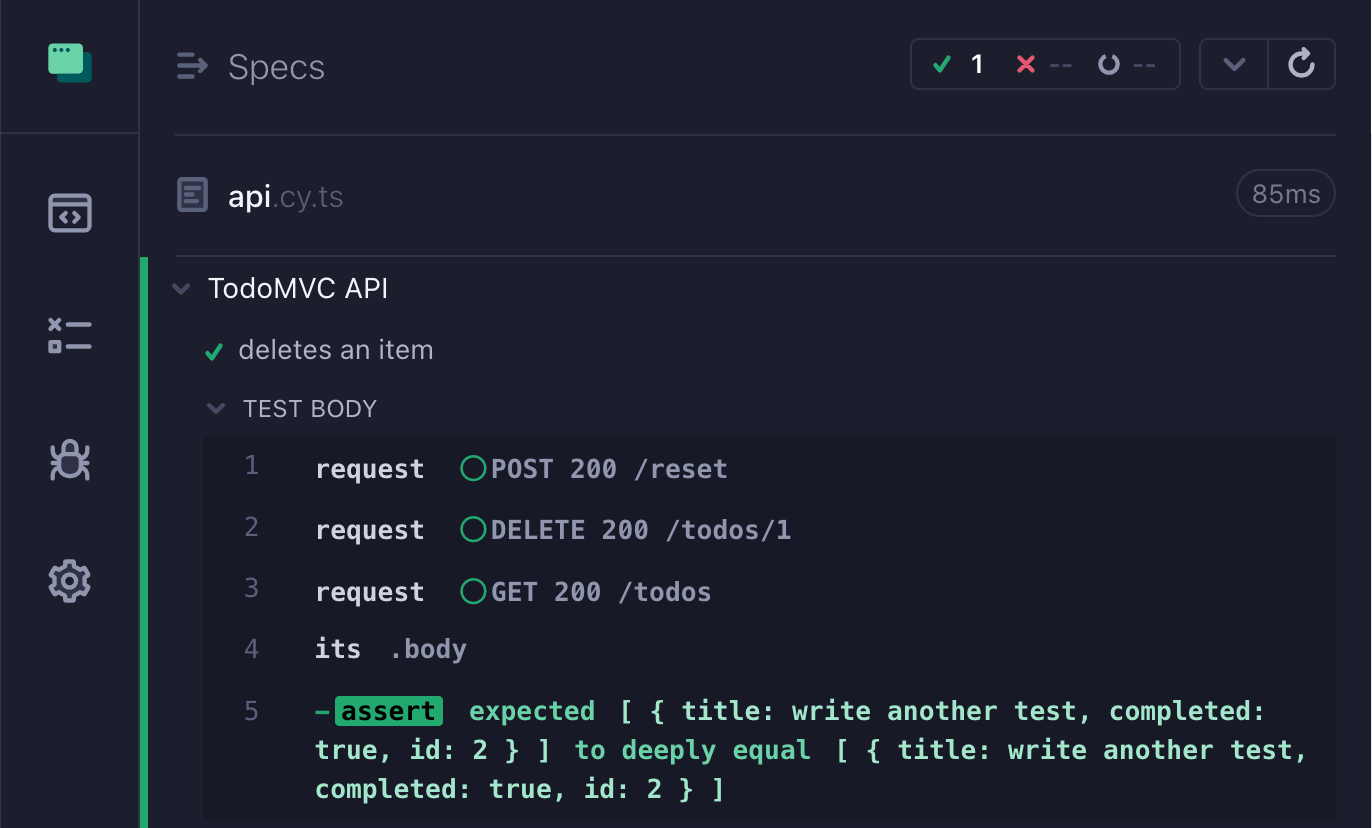 Specs
1 -- --
api.cy.ts
85ms
TodoMVC API
deletes an item
TEST BODY
1 request POST 200 /reset
2 request DELETE 200 /todos/1
3 request GET 200 /todos
4 its .body
5 -assert expected [ { title: write another test, completed:
true, id: 2 } ] to deeply equal [ { title: write another test,
completed: true, id: 2 } ]